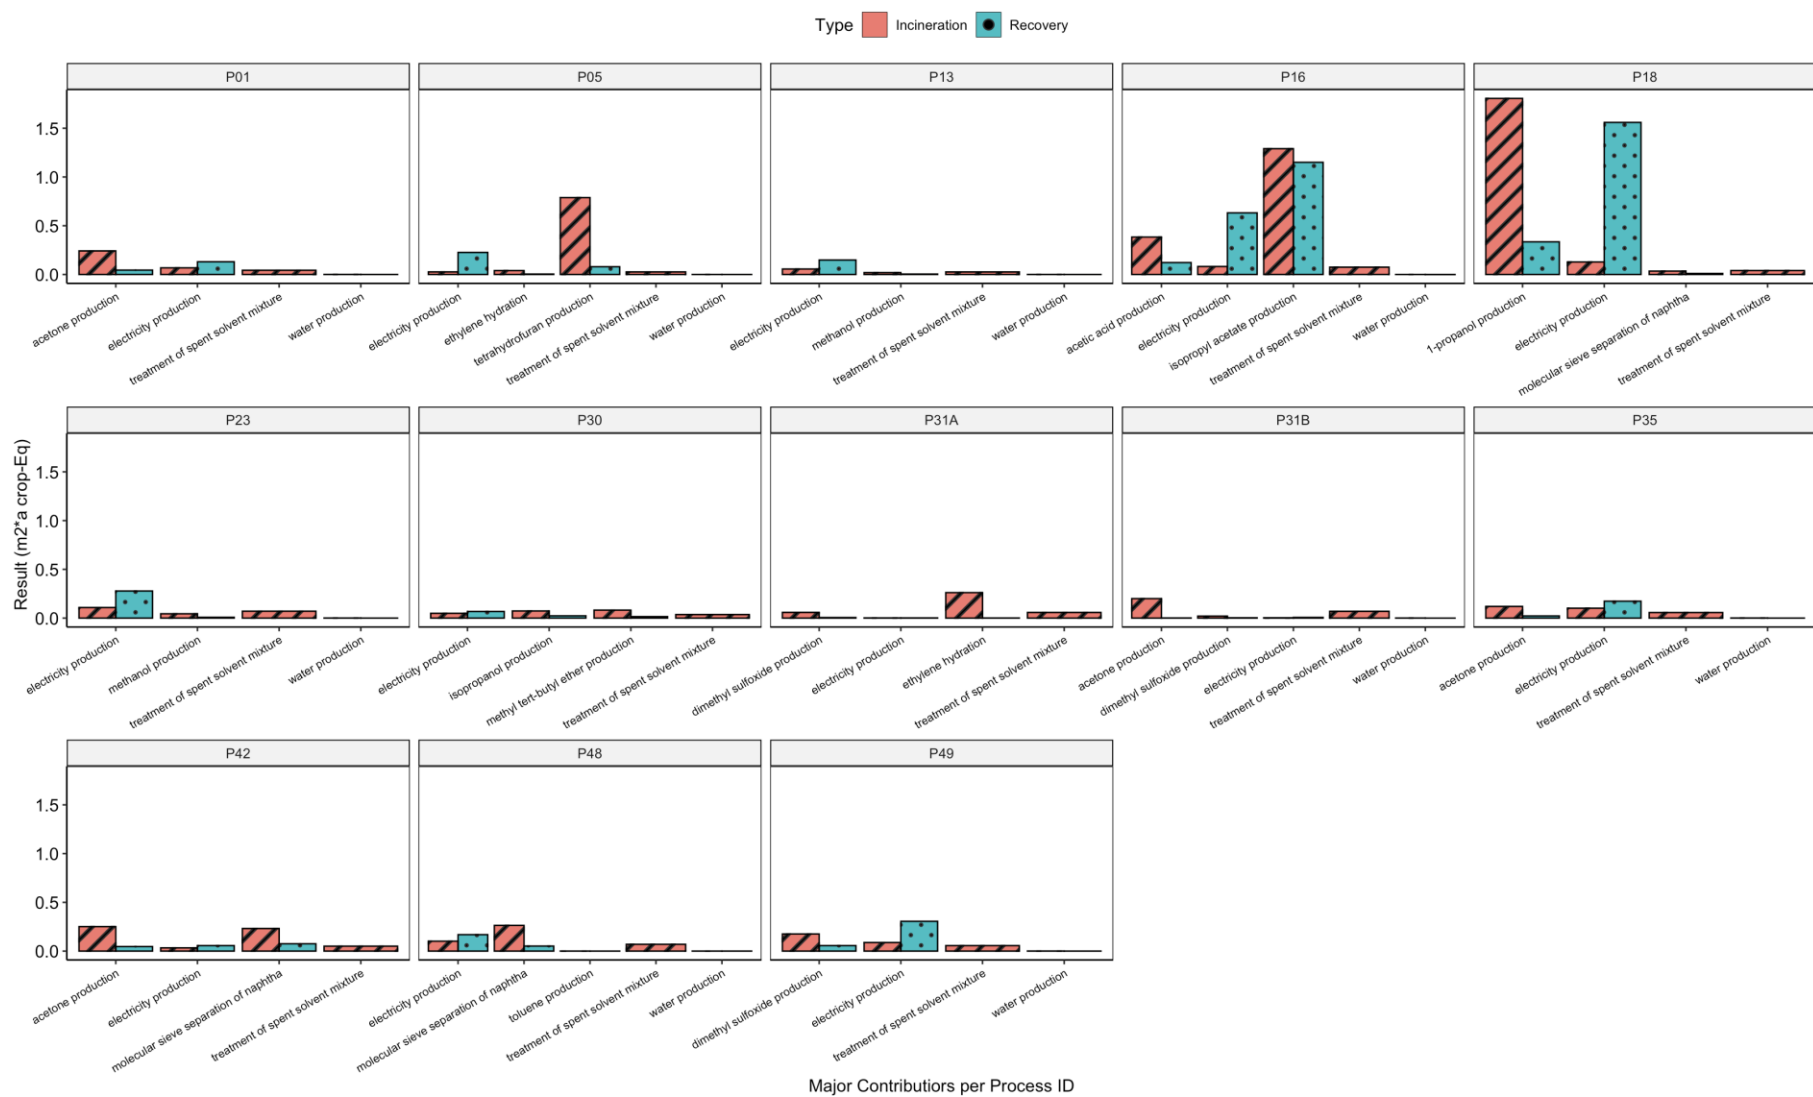 Type Incineration Recovery
P01 P05 P13 P16 P18
1.5
1.0
0.5
0.0
acetone production
electricity production
treatment of spent solvent mixture
water production
electricity production
ethylene hydration
tetrahydrofuran production
treatment of spent solvent mixture
water production
electricity production
methanol production
treatment of spent solvent mixture
water production
acetic acid production
electricity production
isopropyl acetate production
treatment of spent solvent mixture
water production
1-propanol production
electricity production
molecular sieve separation of naphtha
treatment of spent solvent mixture
Result (m2*a crop-Eq)
P23 P30 P31A P31B P35
1.5
1.0
0.5
0.0
electricity production
methanol production
treatment of spent solvent mixture
water production
electricity production
isopropanol production
methyl tert-butyl ether production
treatment of spent solvent mixture
dimethyl sulfoxide production
electricity production
ethylene hydration
treatment of spent solvent mixture
acetone production
dimethyl sulfoxide production
electricity production
treatment of spent solvent mixture
water production
acetone production
electricity production
treatment of spent solvent mixture
water production
P42 P48 P49
1.5
1.0
0.5
0.0
acetone production
electricity production
molecular sieve separation of naphtha
treatment of spent solvent mixture
electricity production
molecular sieve separation of naphtha
toluene production
treatment of spent solvent mixture
water production
dimethyl sulfoxide production
electricity production
treatment of spent solvent mixture
water production
Major Contributiors per Process ID